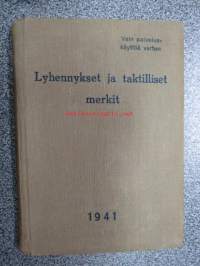 Vain palvelus-
käyttöä varten
Lyhennykset ja taktilliset
merkit
1941